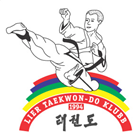 LIER TAEKWON-DO KLUBB
1994
태권도